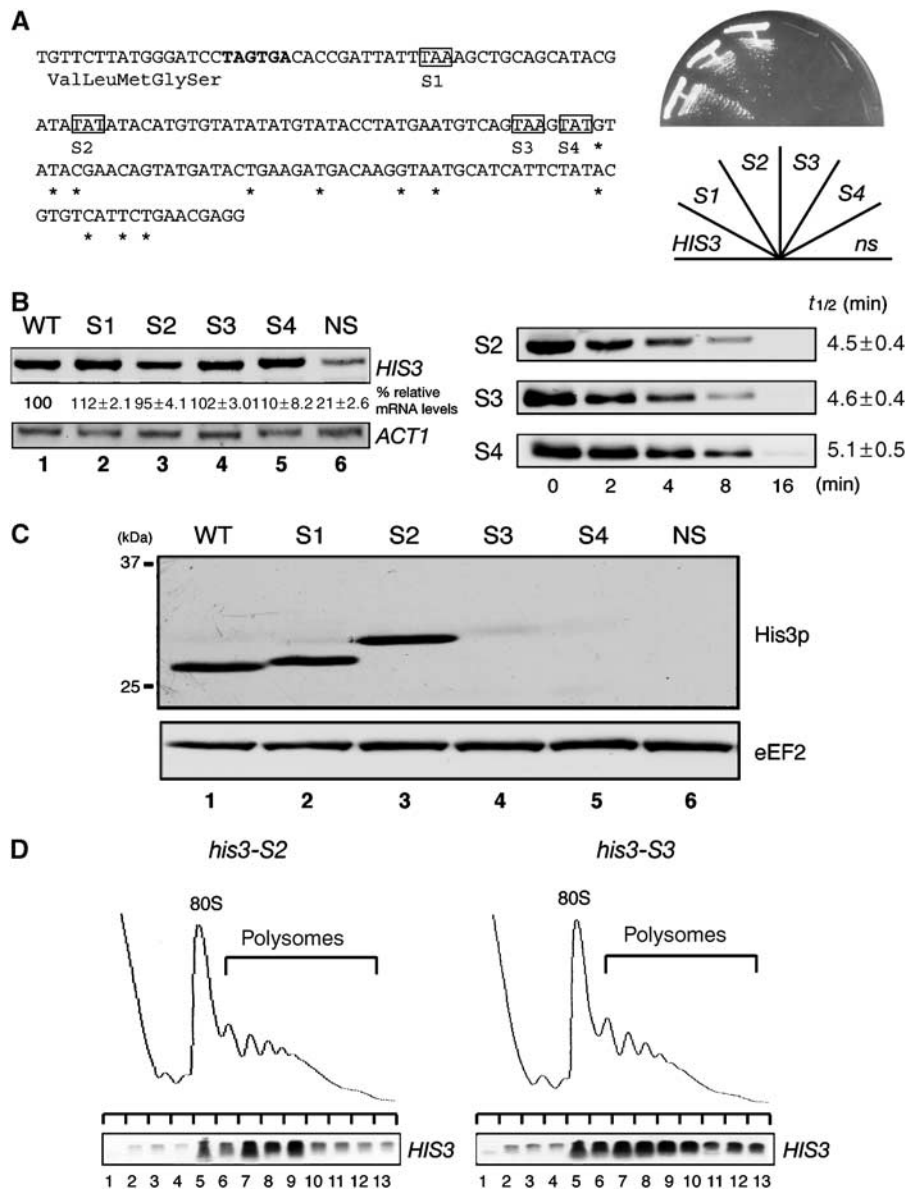 A
TGTTCTTATGGGATCCTAGTGACACCGATTATTTAAAGCTGCAGCATACG
ValLeuMetGlySer
S1
ATATATATACATGTGTATATATGTATACCTATGAATGTCAGTAAGTATGT
S2 S3 S4 *
ATACGAACAGTATGATACTGAAGATGACAAGGTAATGCATCATTCTATAC
* * * * * * *
GTGTCATTCTGAACGAGG
* * *
HIS3 S1 S2 S3 S4 ns
B
WT S1 S2 S3 S4 NS
HIS3
100 112±2.1 95±4.1 102±3.0 110±8.2 21±2.6 % relative mRNA levels
ACT1
1 2 3 4 5 6
t1/2 (min)
S2 4.5±0.4
S3 4.6±0.4
S4 5.1±0.5
0 2 4 8 16 (min)
C
(kDa) WT S1 S2 S3 S4 NS
37
His3p
25
eEF2
1 2 3 4 5 6
D
his3-S2
80S
Polysomes
HIS3
1 2 3 4 5 6 7 8 9 10 11 12 13
his3-S3
80S
Polysomes
HIS3
1 2 3 4 5 6 7 8 9 10 11 12 13